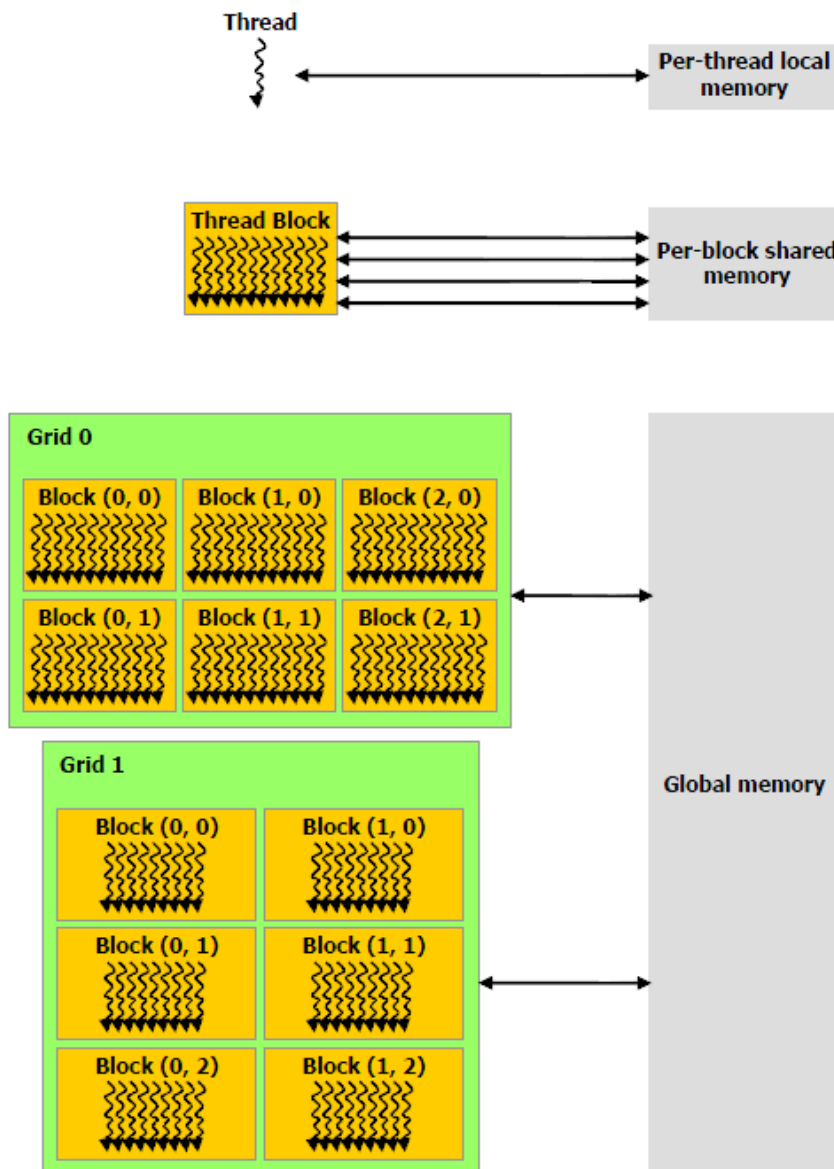 Thread
Per-thread local
memory
Thread Block
Per-block shared
memory
Grid 0
Block (0, 0)
Block (1, 0)
Block (2, 0)
Block (0, 1)
Block (1, 1)
Block (2, 1)
Grid 1
Global memory
Block (0, 0)
Block (1, 0)
Block (0, 1)
Block (1, 1)
Block (0, 2)
Block (1, 2)